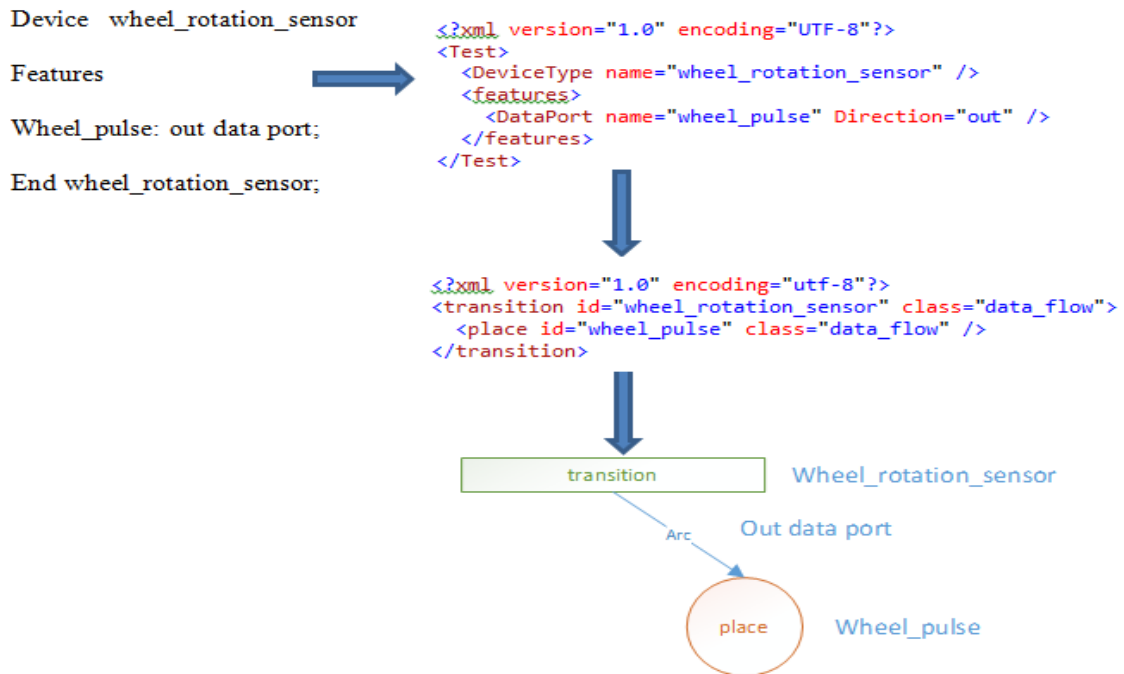 Device wheel_rotation_sensor
Features
Wheel_pulse: out data port;
End wheel_rotation_sensor;
<?xml version="1.0" encoding="UTF-8"?>
<Test>
<DeviceType name="wheel_rotation_sensor" />
<features>
<DataPort name="wheel_pulse" Direction="out" />
</features>
</Test>
<?xml version="1.0" encoding="utf-8"?>
<transition id="wheel_rotation_sensor" class="data_flow">
<place id="wheel_pulse" class="data_flow" />
</transition>
transition
Wheel_rotation_sensor
Arc
Out data port
place
Wheel_pulse